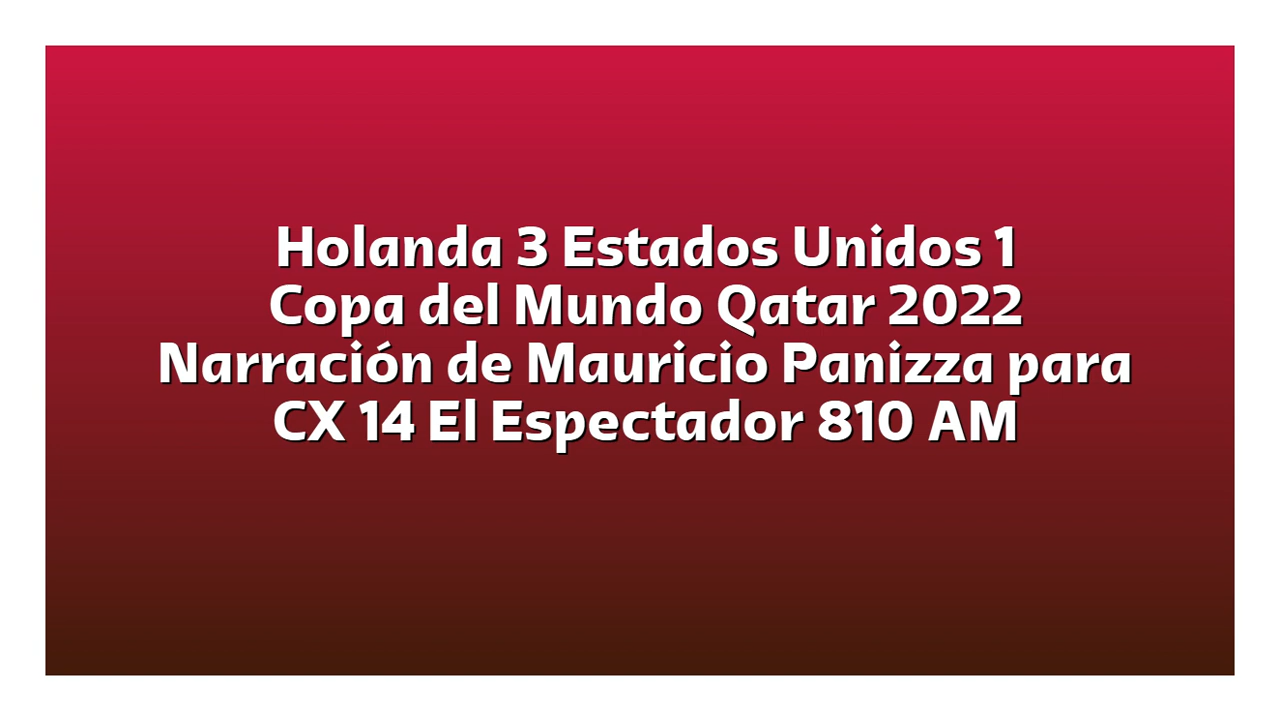 Holanda 3 Estados Unidos 1
Copa del Mundo Qatar 2022
Narración de Mauricio Panizza para
CX 14 El Espectador 810 AM